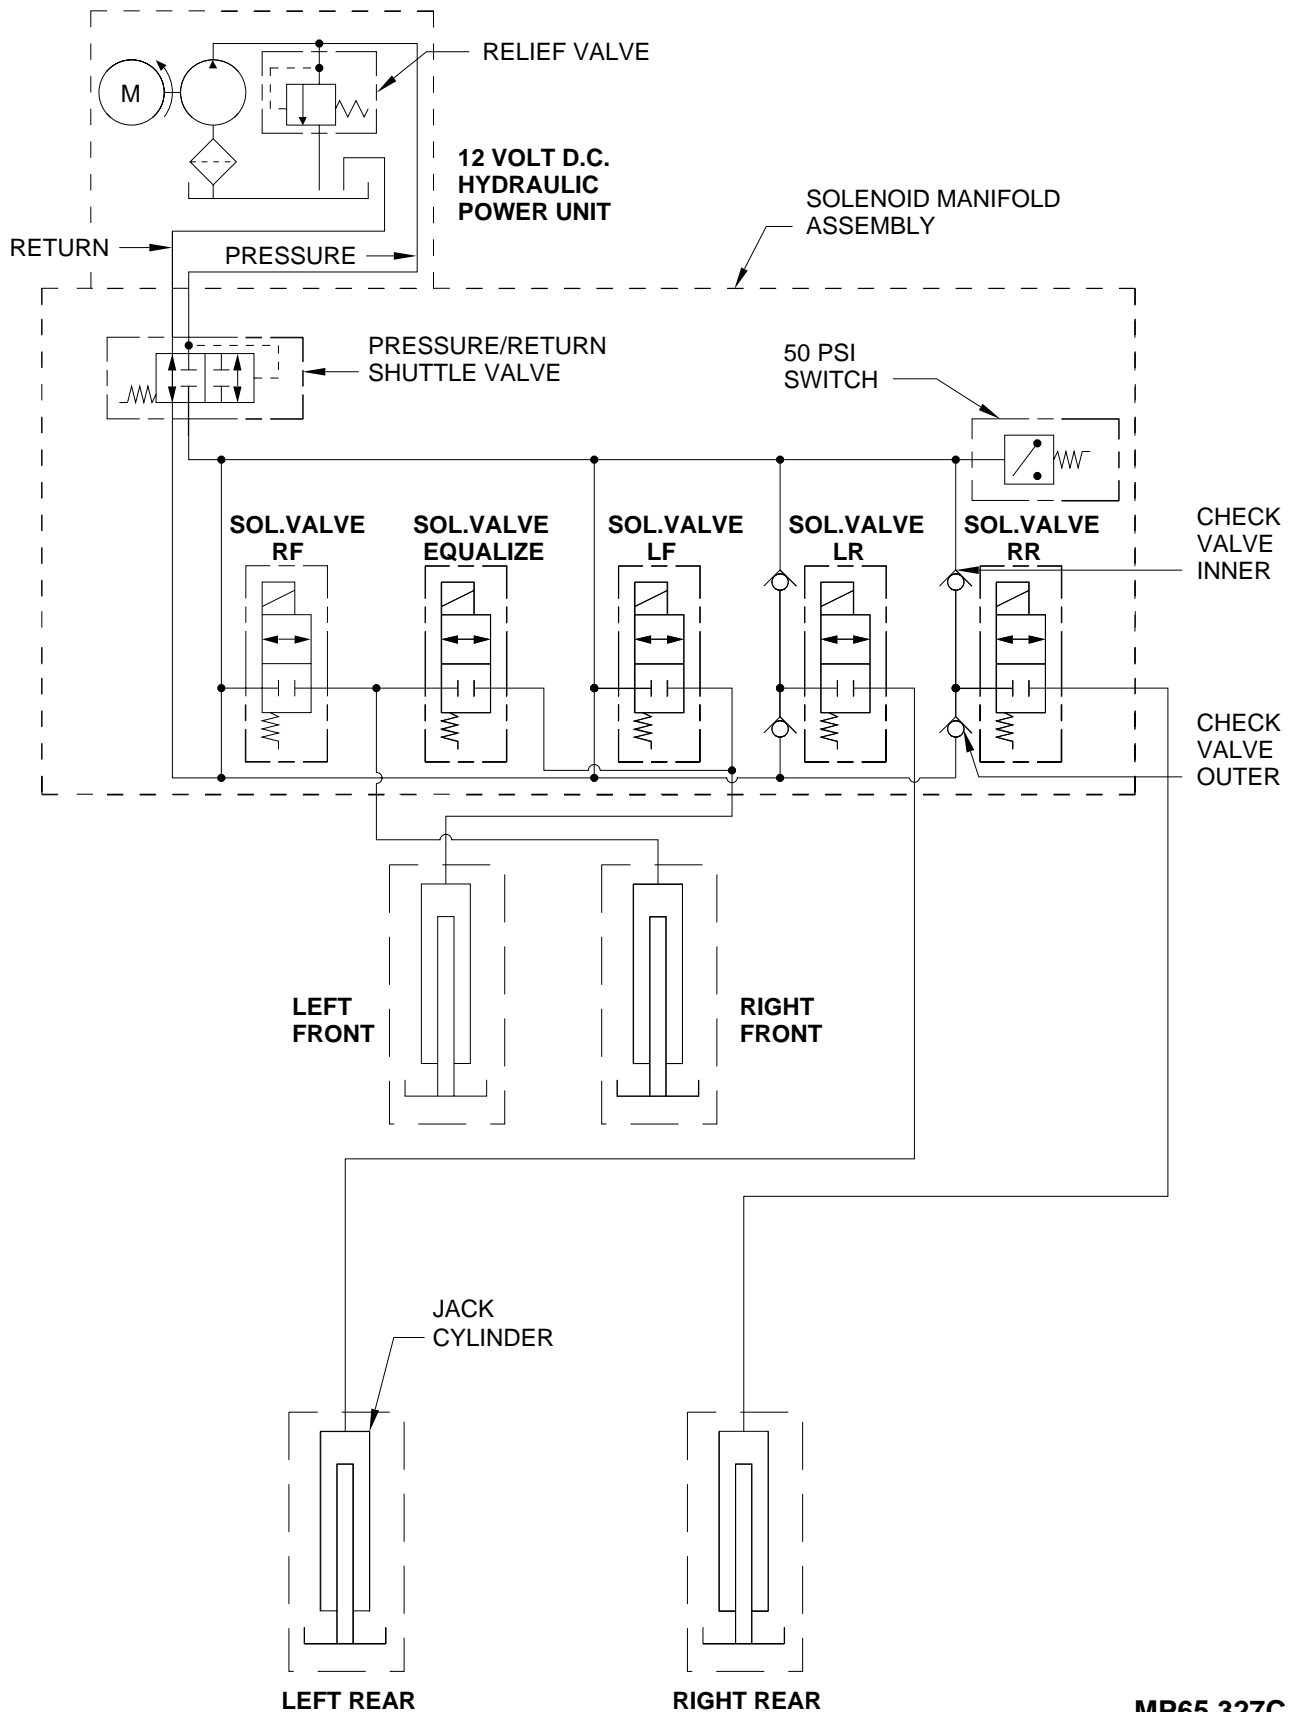 RELIEF VALVE
M
12 VOLT D.C.
HYDRAULIC
POWER UNIT
SOLENOID MANIFOLD
ASSEMBLY
RETURN
PRESSURE
PRESSURE/RETURN
SHUTTLE VALVE
50 PSI
SWITCH
SOL.VALVE
RF
SOL.VALVE
EQUALIZE
SOL.VALVE
LF
SOL.VALVE
LR
SOL.VALVE
RR
CHECK
VALVE
INNER
CHECK
VALVE
OUTER
LEFT
FRONT
RIGHT
FRONT
JACK
CYLINDER
LEFT REAR
RIGHT REAR